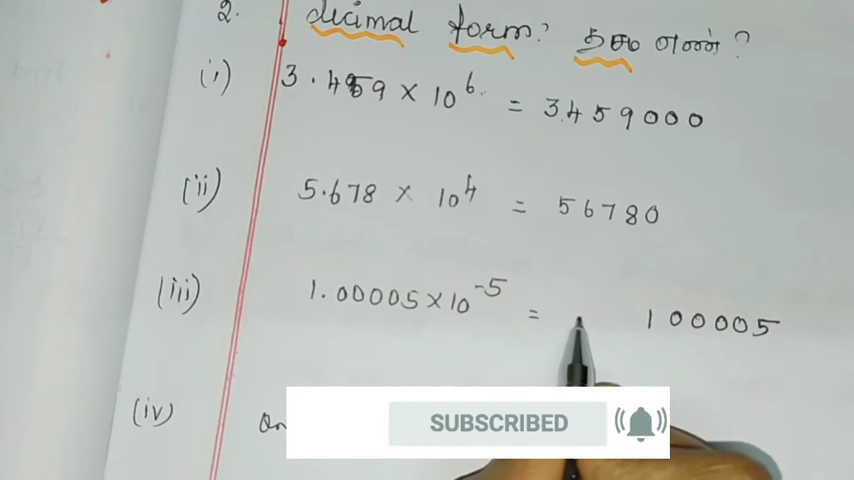 2. decimal form? தசம எண்?
(i) 3.459 × 10⁶ = 3459000
(ii) 5.678 × 10⁴ = 56780
(iii) 1.00005 × 10⁻⁵ = 100005
(iv)
SUBSCRIBED